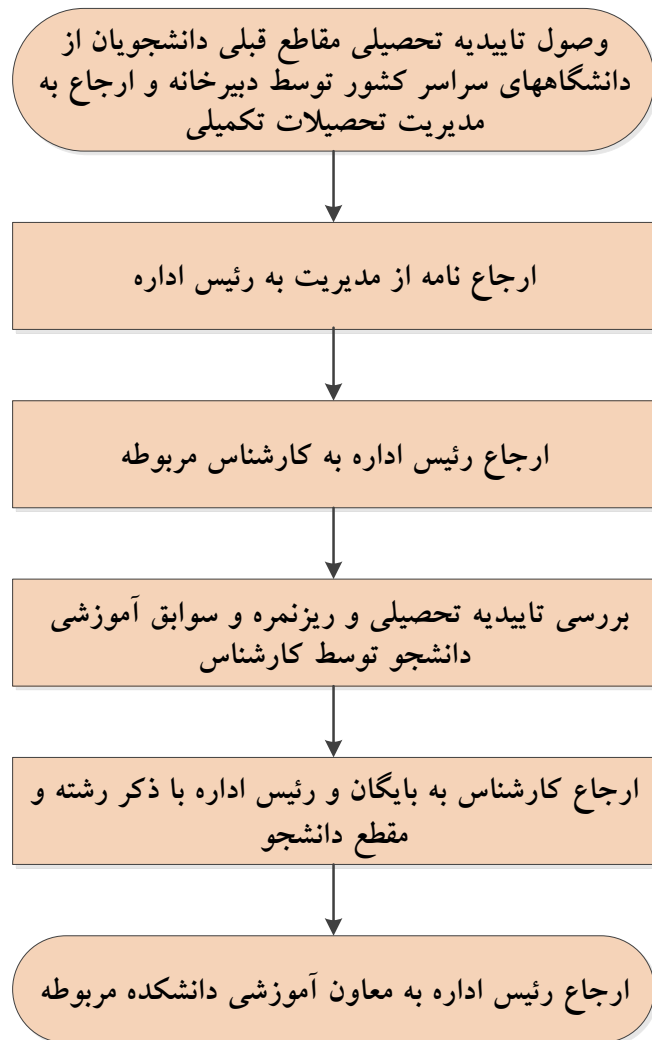 وصول تاییدیه تحصیلی مقاطع قبلی دانشجویان از
دانشگاههای سراسر کشور توسط دبیرخانه و ارجاع به
مدیریت تحصیلات تکمیلی
ارجاع نامه از مدیریت به رئیس اداره
ارجاع رئیس اداره به کارشناس مربوطه
بررسی تاییدیه تحصیلی و ریزنمره و سوابق آموزشی
دانشجو توسط کارشناس
ارجاع کارشناس به بایگان و رئیس اداره با ذکر رشته و
مقطع دانشجو
ارجاع رئیس اداره به معاون آموزشی دانشکده مربوطه